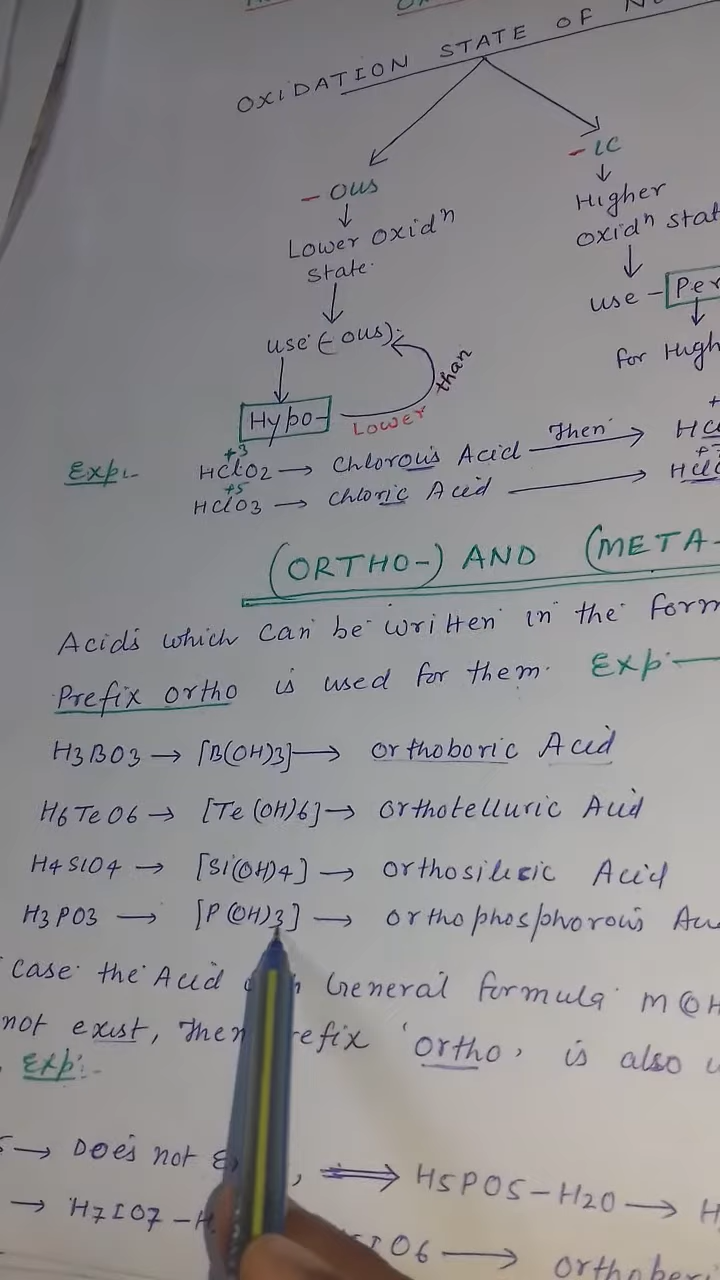 OXIDATION STATE OF
- ous
- ic
Lower oxidⁿ
state.
Higher
oxidⁿ stat
use (- ous).
use - Per
Hypo-
Lower
than
for High
Exp:-
+3
HClO2 → chlorous Acid Then →
+5
HClO3 → chloric Acid →
(ORTHO-) AND (META-
Acids which can be written in the form
Prefix ortho is used for them. Exp.-
H3BO3 → [B(OH)3] → orthoboric Acid
H6TeO6 → [Te(OH)6] → orthotelluric Acid
H4SiO4 → [Si(OH)4] → orthosilicic Acid
H3PO3 → [P(OH)3] → orthophosphorous
case the Acid General formula M(OH
not exist, Then refix 'ortho' is also
Exp:-
→ Does not , ⇒ H5PO5-H2O → H
→ H7IO7-H
IO6 →